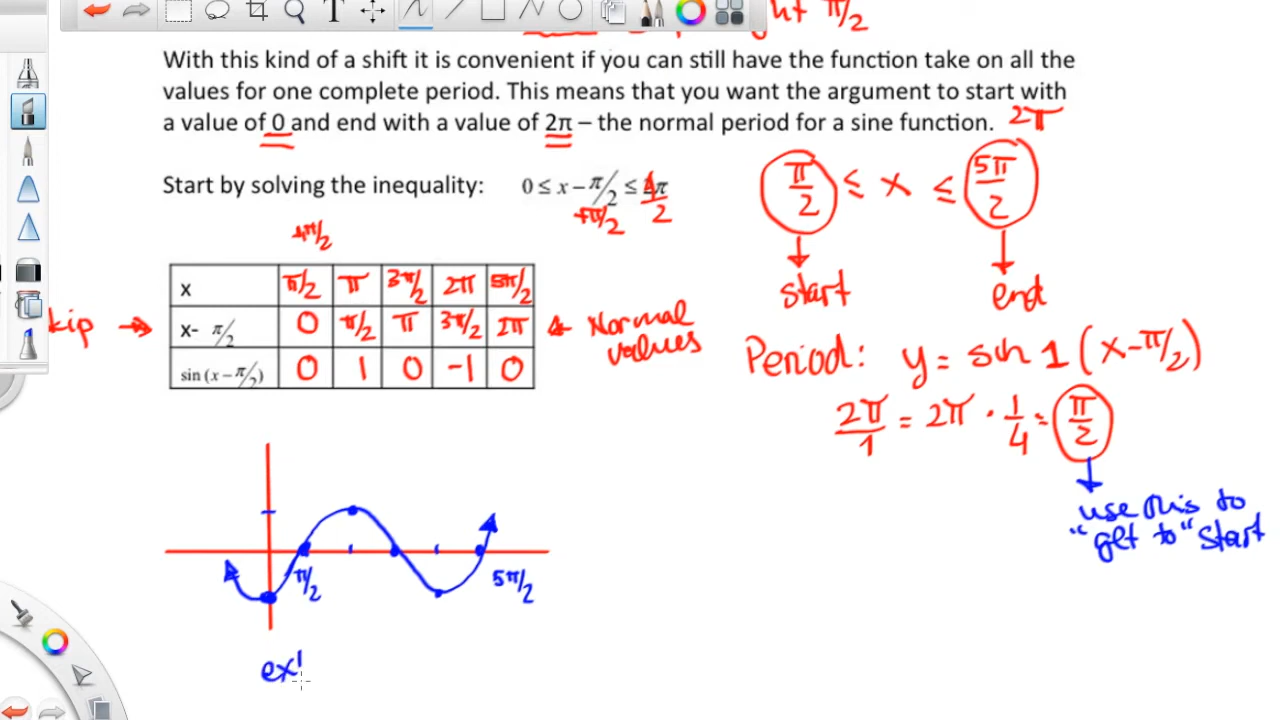 ht π/2
With this kind of a shift it is convenient if you can still have the function take on all the
values for one complete period. This means that you want the argument to start with
a value of 0 and end with a value of 2π – the normal period for a sine function. 2π
Start by solving the inequality: 0 ≤ x − π/2 ≤ 2π
+π/2
4
2
π/2 ≤ x ≤ 5π/2
start end
x π/2 π 3π/2 2π 5π/2
kip → x- π/2 0 π/2 π 3π/2 2π ← Normal values
sin (x − π/2) 0 1 0 -1 0
Period: y = sin 1 (x-π/2)
2π/1 = 2π · 1/4 = π/2
use this to
"get to" start
π/2 5π/2
ex